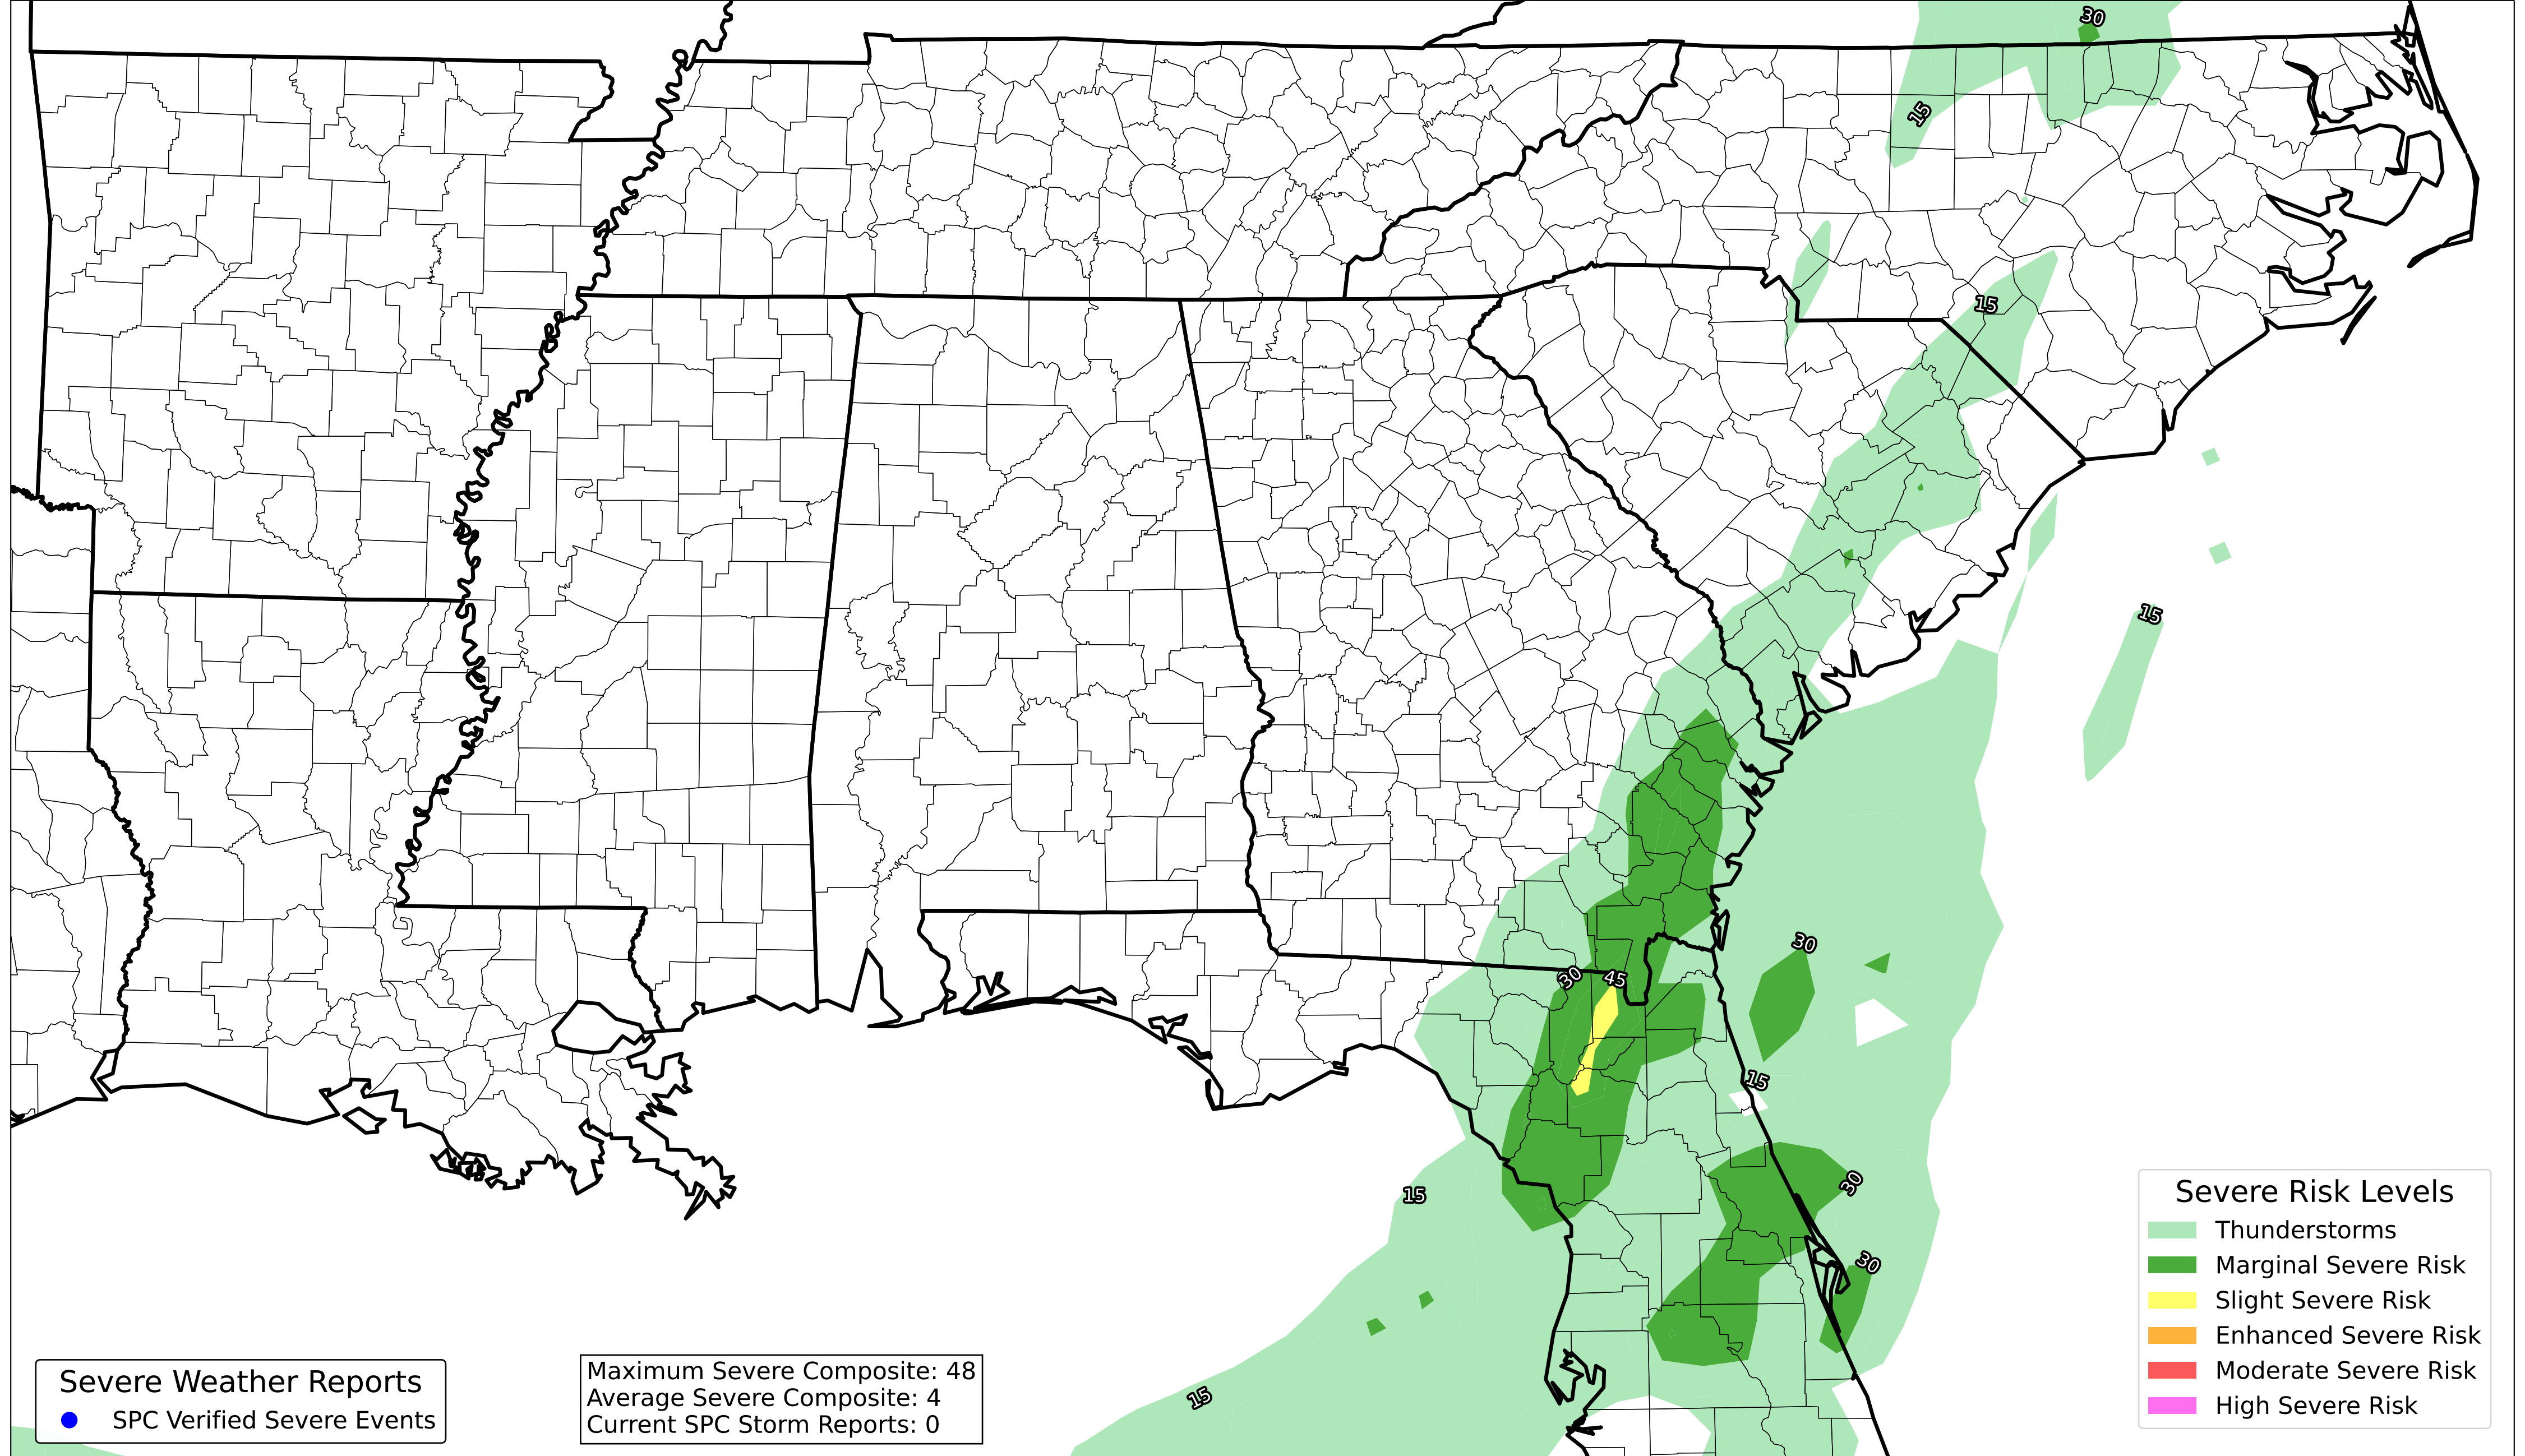 30
15
15
15
30
30
45
15
30
15
30
15
Severe Risk Levels
Thunderstorms
Marginal Severe Risk
Slight Severe Risk
Enhanced Severe Risk
Moderate Severe Risk
High Severe Risk
Severe Weather Reports
SPC Verified Severe Events
Maximum Severe Composite: 48
Average Severe Composite: 4
Current SPC Storm Reports: 0